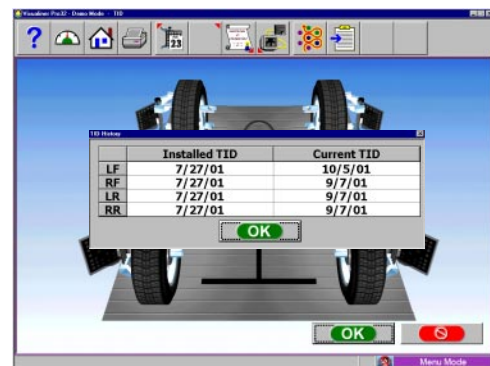 Visualiner Pro32 - Demo Mode - TID
?
23
TID History
Installed TID Current TID
LF 7/27/01 10/5/01
RF 7/27/01 9/7/01
LR 7/27/01 9/7/01
RR 7/27/01 9/7/01
OK
OK
Menu Mode